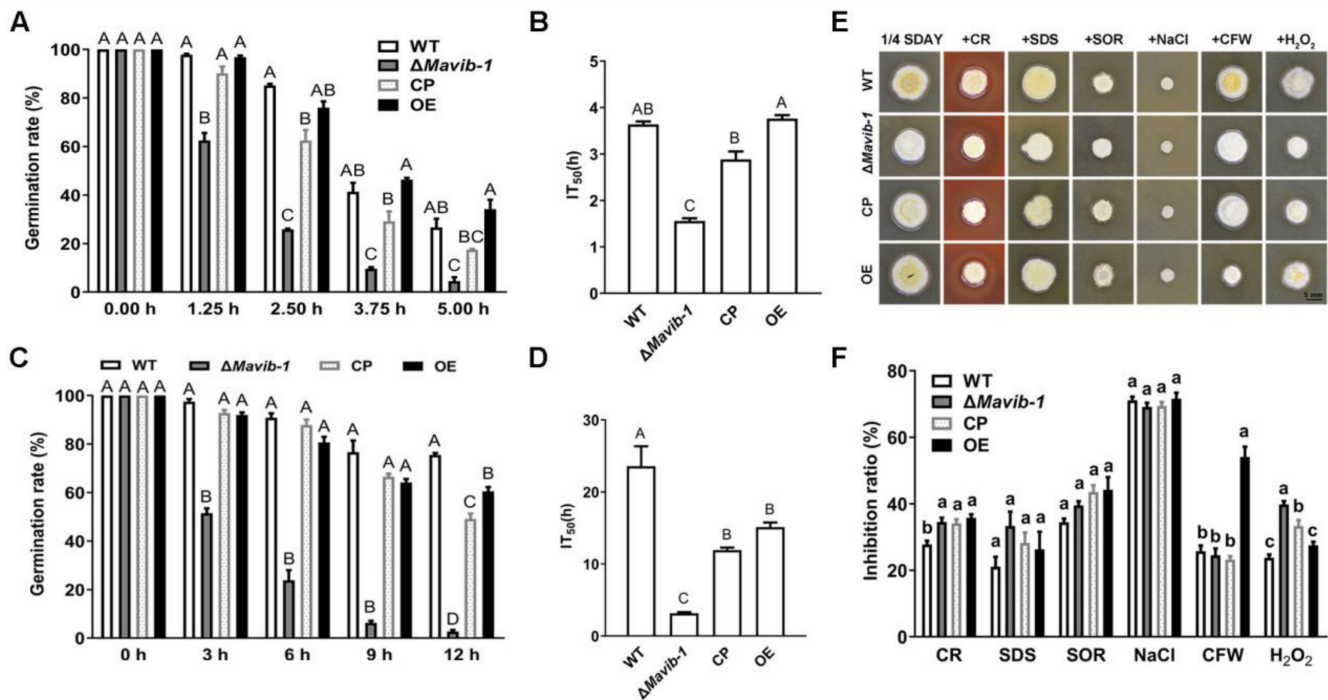 A
Germination rate (%)
100
80
60
40
20
0
A A A A
A B A A
A C B AB
AB C B A
AB C BC A
WT
ΔMavib-1
CP
OE
0.00 h 1.25 h 2.50 h 3.75 h 5.00 h
B
IT50(h)
6
5
4
3
2
1
0
AB C B A
WT ΔMavib-1 CP OE
E
1/4 SDAY +CR +SDS +SOR +NaCl +CFW +H2O2
WT
ΔMavib-1
CP
OE
5 mm
C
WT ΔMavib-1 CP OE
Germination rate (%)
100
80
60
40
20
0
A A A A
A B A A
A B A A
A B A A
A D C B
0 h 3 h 6 h 9 h 12 h
D
IT50(h)
30
20
10
0
A C B B
WT ΔMavib-1 CP OE
F
WT
ΔMavib-1
CP
OE
Inhibition ratio (%)
80
60
40
20
0
b a a a
a a a a
a a a a
a a a a
b b b a
c a b c
CR SDS SOR NaCl CFW H2O2